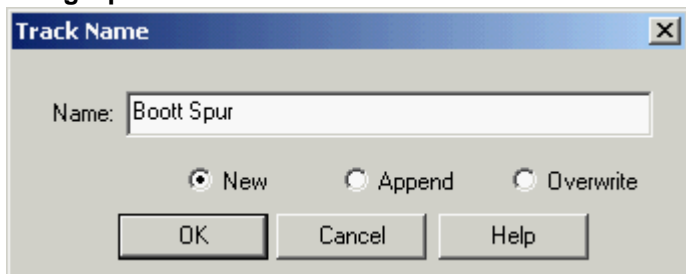 Track Name
Name: Boott Spur
New Append Overwrite
OK Cancel Help